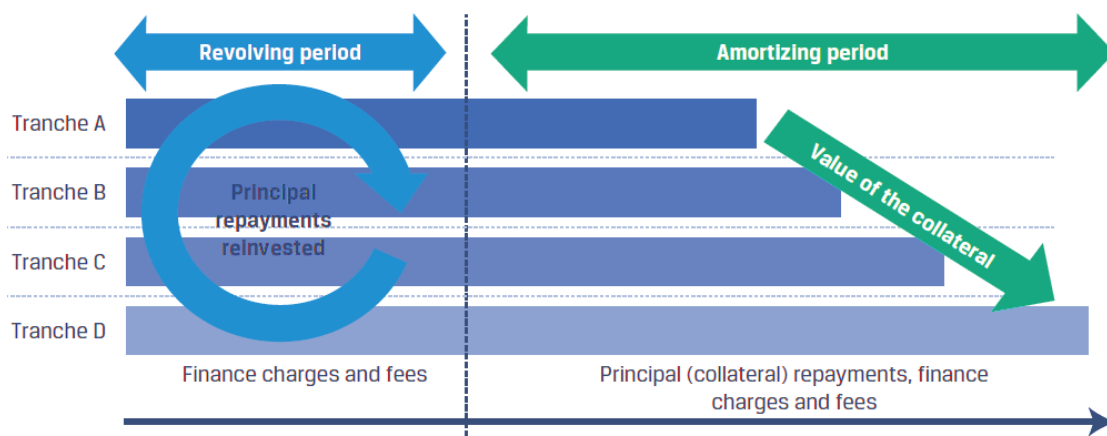 Revolving period
Amortizing period
Tranche A
Tranche B
Tranche C
Tranche D
Principal
repayments
reinvested
Value of the collateral
Finance charges and fees
Principal (collateral) repayments, finance
charges and fees